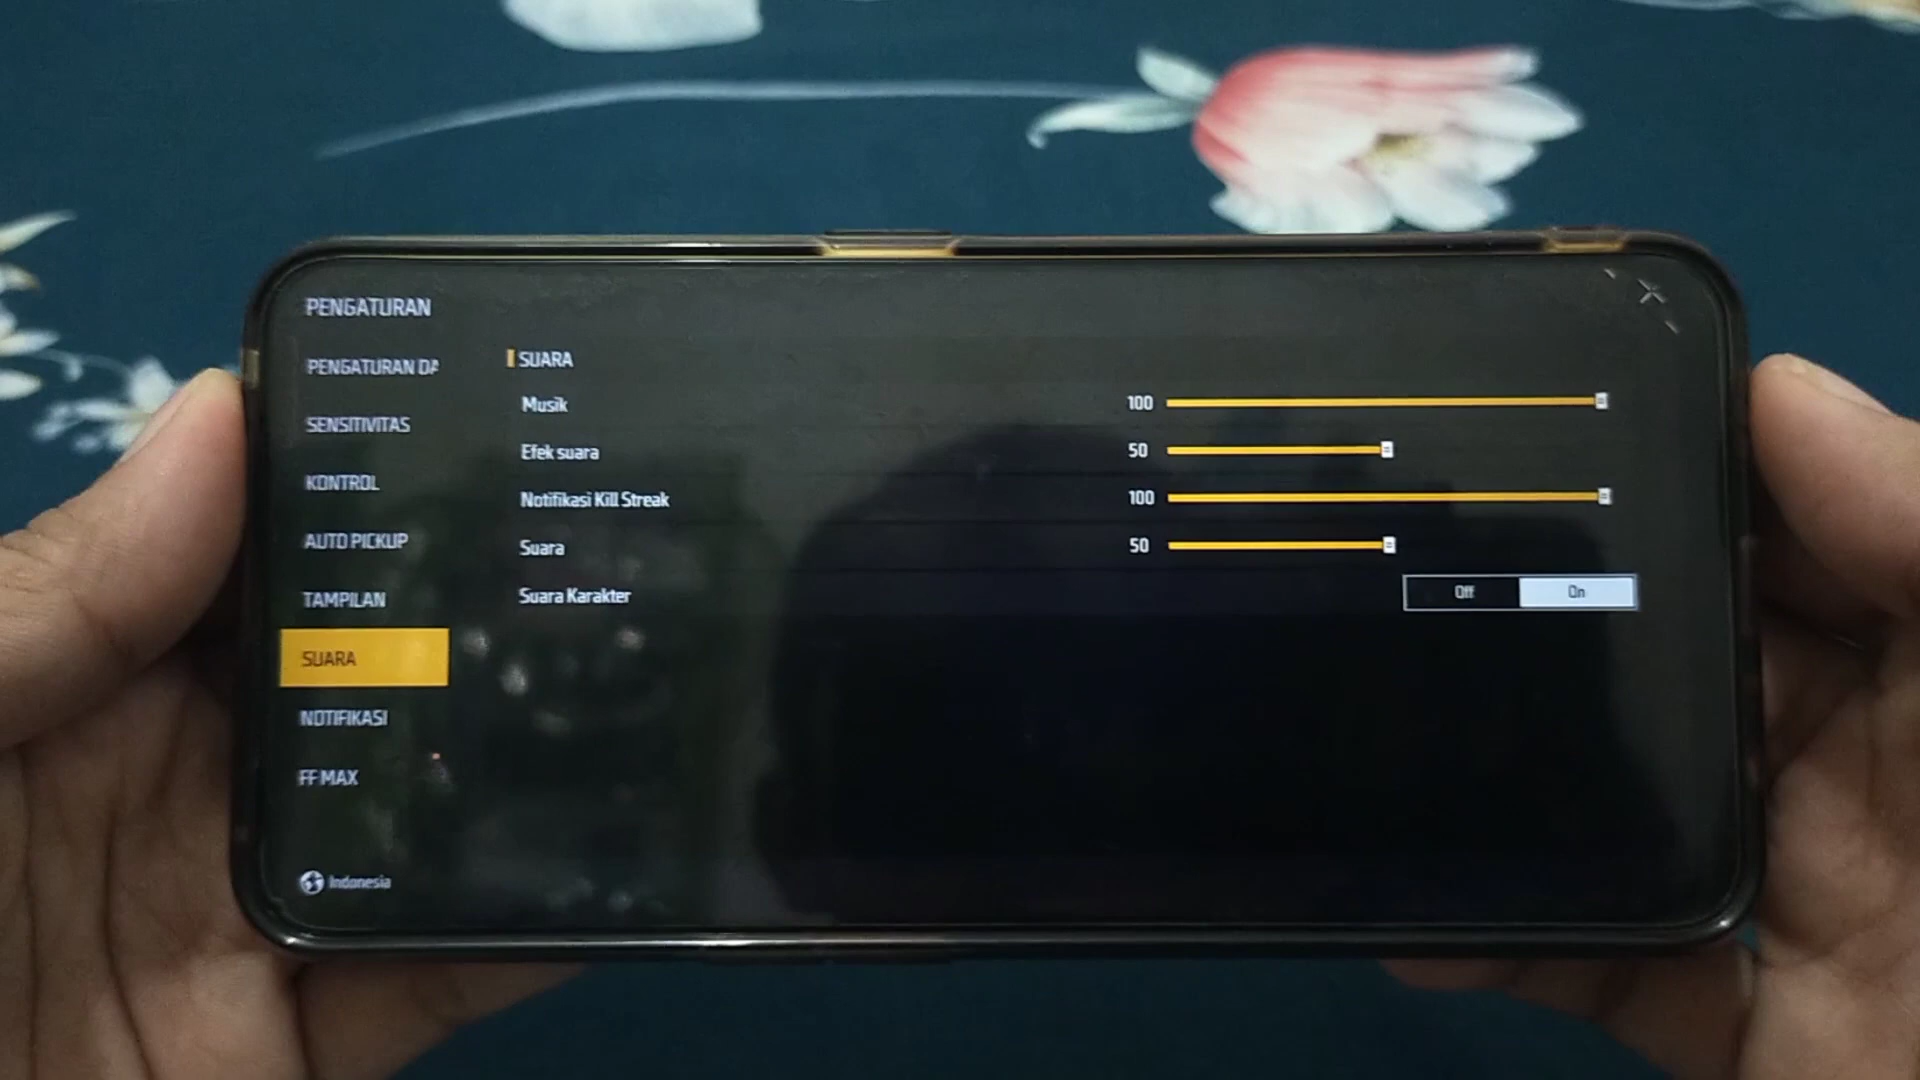 PENGATURAN
PENGATURAN DA
SENSITIVITAS
KONTROL
AUTO PICKUP
TAMPILAN
SUARA
NOTIFIKASI
FF MAX
Indonesia
SUARA
Musik 100
Efek suara 50
Notifikasi Kill Streak 100
Suara 50
Suara Karakter Off On